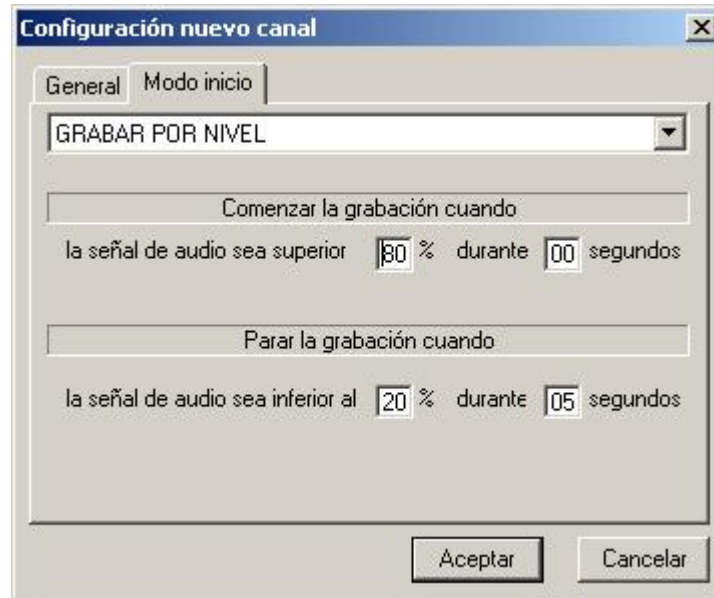 Configuración nuevo canal
General Modo inicio
GRABAR POR NIVEL
Comenzar la grabación cuando
la señal de audio sea superior 80 % durante 00 segundos
Parar la grabación cuando
la señal de audio sea inferior al 20 % durante 05 segundos
Aceptar Cancelar